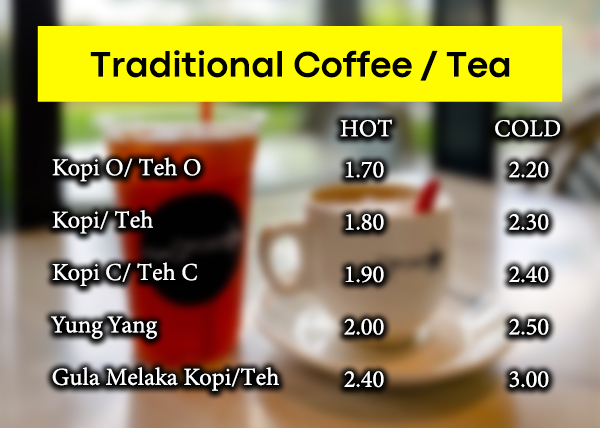 Traditional Coffee / Tea
HOT COLD
Kopi O/ Teh O 1.70 2.20
Kopi/ Teh 1.80 2.30
Kopi C/ Teh C 1.90 2.40
Yung Yang 2.00 2.50
Gula Melaka Kopi/Teh 2.40 3.00